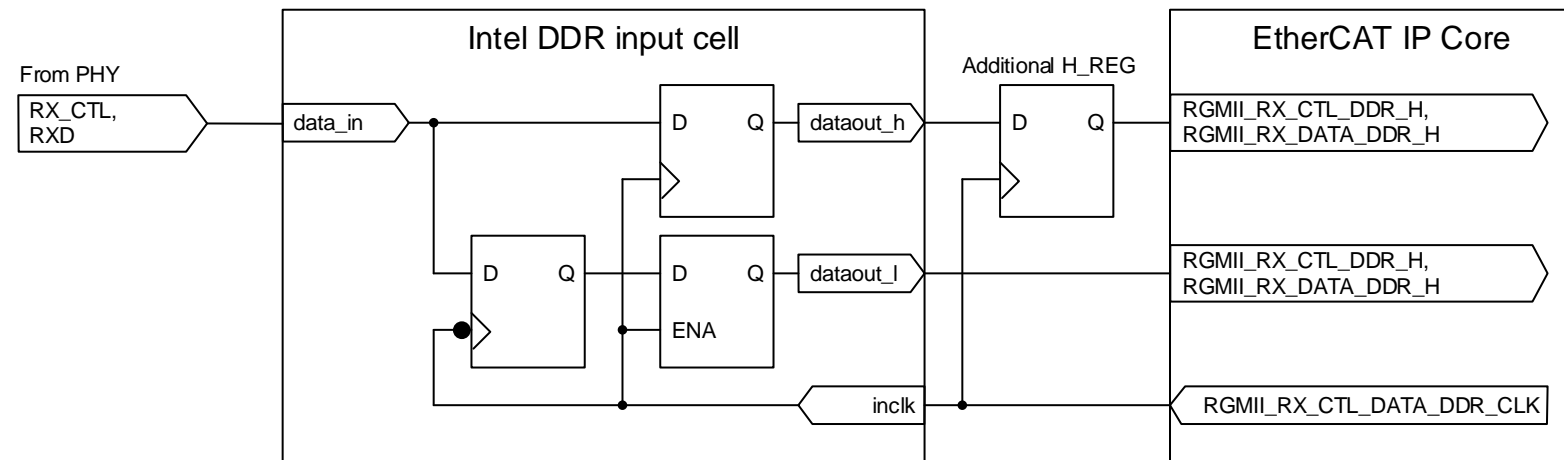 Intel DDR input cell
EtherCAT IP Core
From PHY
Additional H_REG
RX_CTL,
RXD
data_in
D
Q
dataout_h
D
Q
RGMII_RX_CTL_DDR_H,
RGMII_RX_DATA_DDR_H
D
Q
D
Q
dataout_l
RGMII_RX_CTL_DDR_H,
RGMII_RX_DATA_DDR_H
ENA
inclk
RGMII_RX_CTL_DATA_DDR_CLK